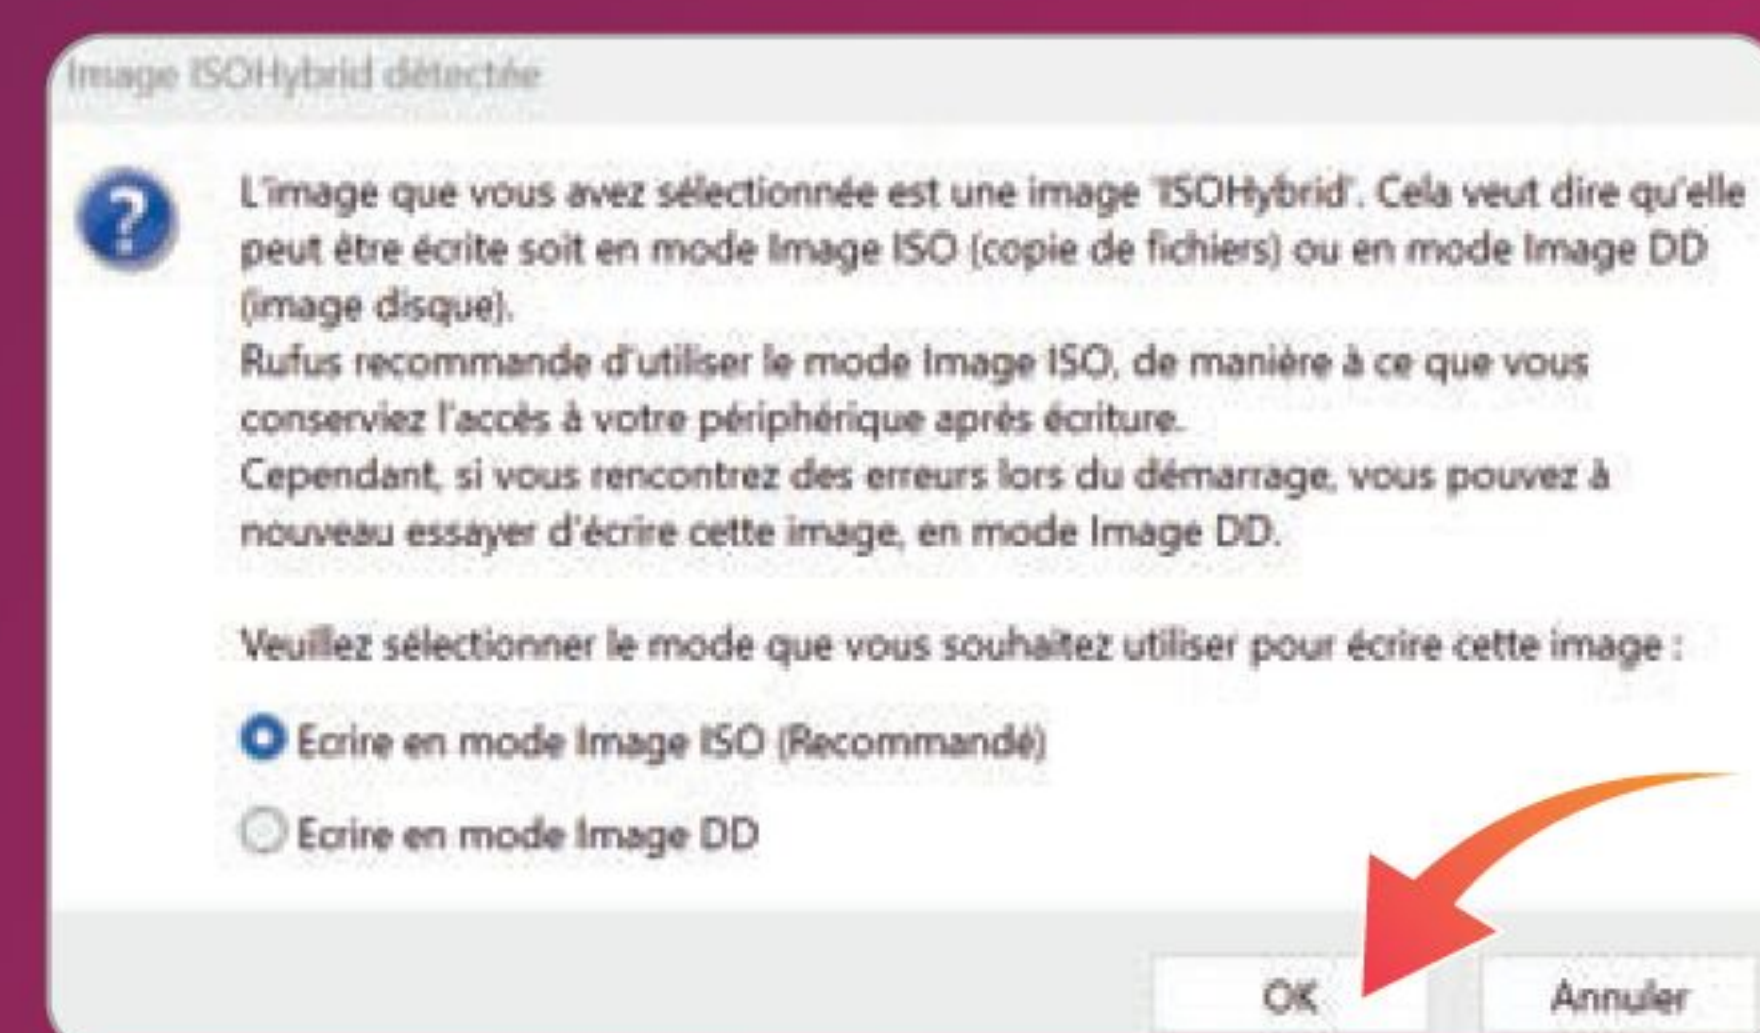 Image ISOHybrid détectée
L'image que vous avez sélectionnée est une image 'ISOHybrid'. Cela veut dire qu'elle
peut être écrite soit en mode Image ISO (copie de fichiers) ou en mode Image DD
(image disque).
Rufus recommande d'utiliser le mode Image ISO, de manière à ce que vous
conserviez l'accès à votre périphérique après écriture.
Cependant, si vous rencontrez des erreurs lors du démarrage, vous pouvez à
nouveau essayer d'écrire cette image, en mode Image DD.
Veuillez sélectionner le mode que vous souhaitez utiliser pour écrire cette image :
Ecrire en mode Image ISO (Recommandé)
Ecrire en mode Image DD
OK Annuler